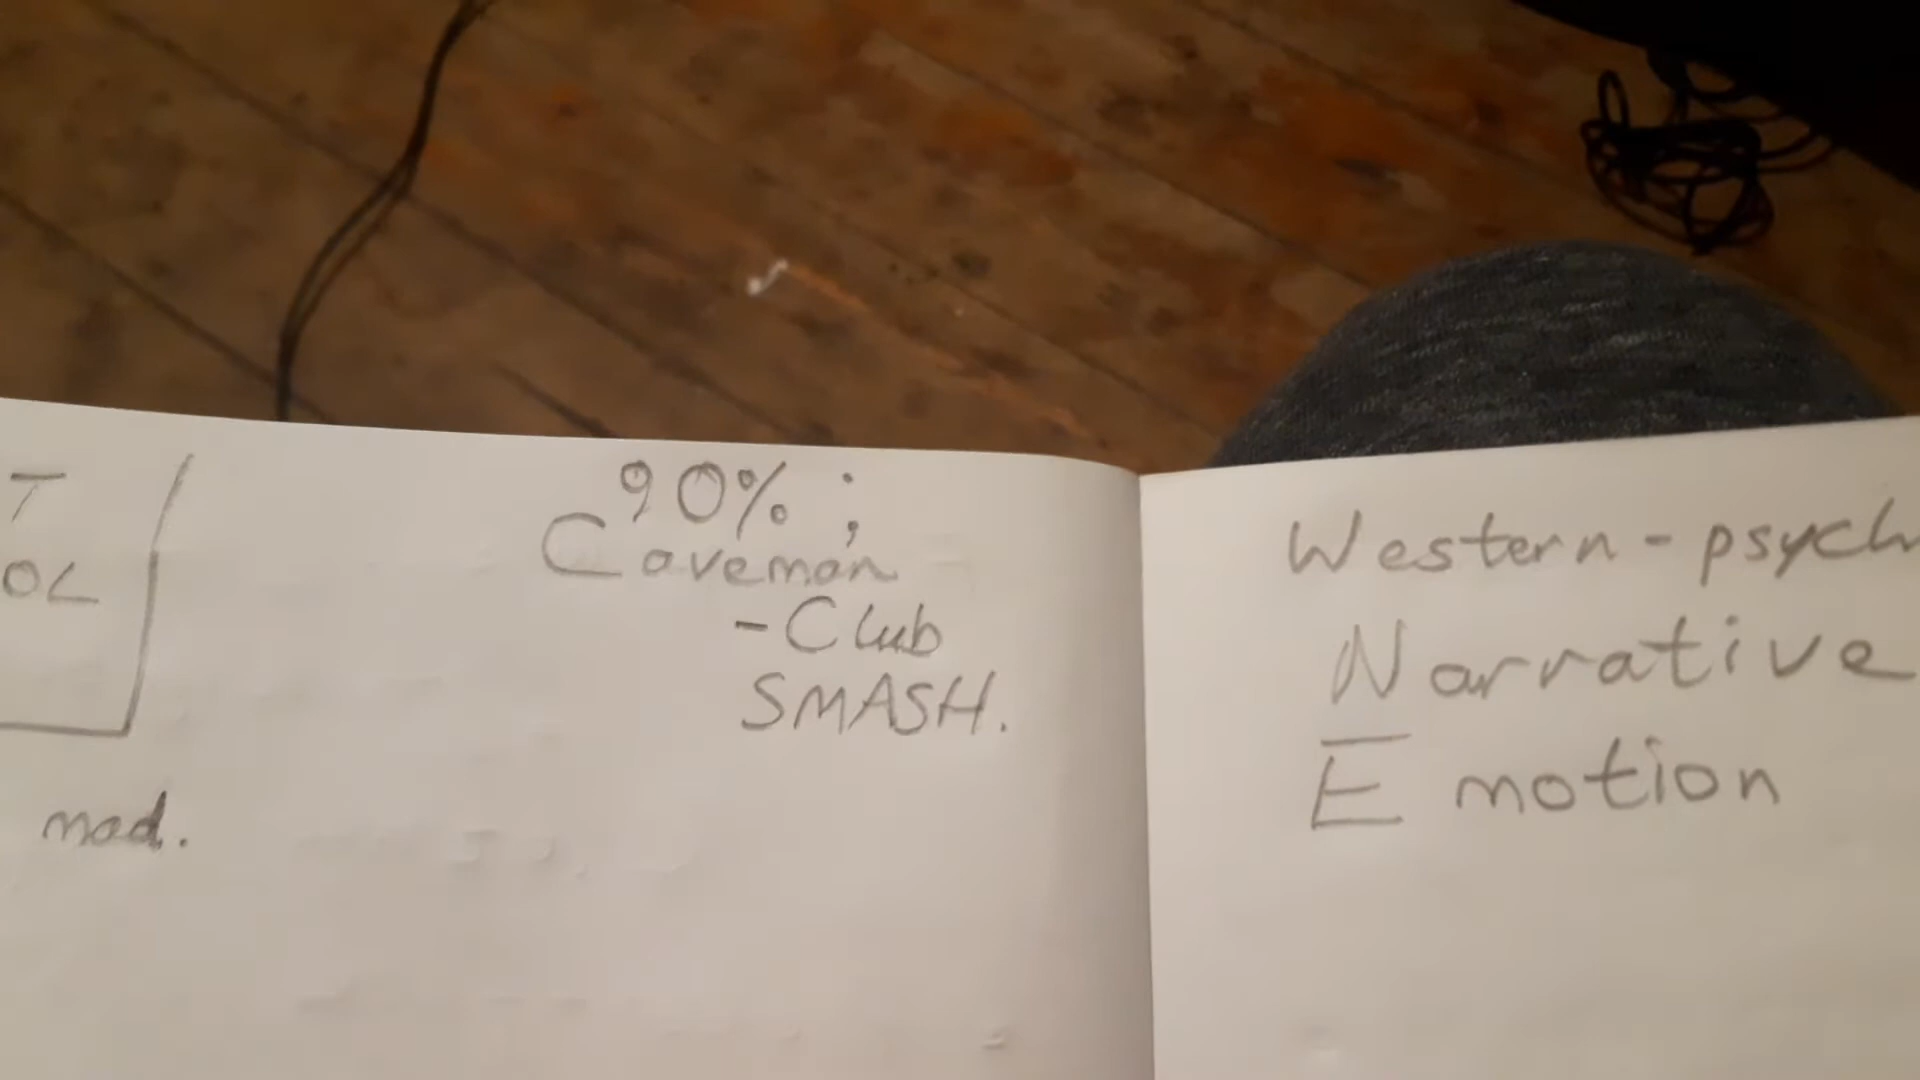 T
OL
mad.
90% ;
Caveman
- Club
SMASH.
Western - psych
Narrative
Emotion